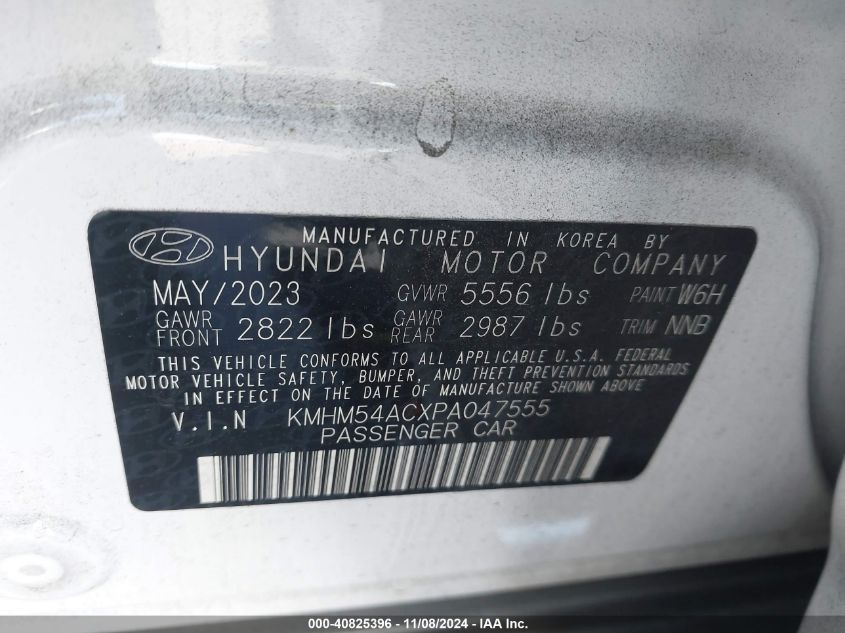 MANUFACTURED IN KOREA BY
HYUNDAI MOTOR COMPANY
MAY/2023 GVWR 5556 lbs PAINT W6H
GAWR FRONT 2822 lbs GAWR REAR 2987 lbs TRIM NNB
THIS VEHICLE CONFORMS TO ALL APPLICABLE U.S.A. FEDERAL
MOTOR VEHICLE SAFETY, BUMPER, AND THEFT PREVENTION STANDARDS
IN EFFECT ON THE DATE OF MANUFACTURE SHOWN ABOVE
V.I.N KMHM54ACXPA047555
PASSENGER CAR
000-40825396 - 11/08/2024 - IAA Inc.